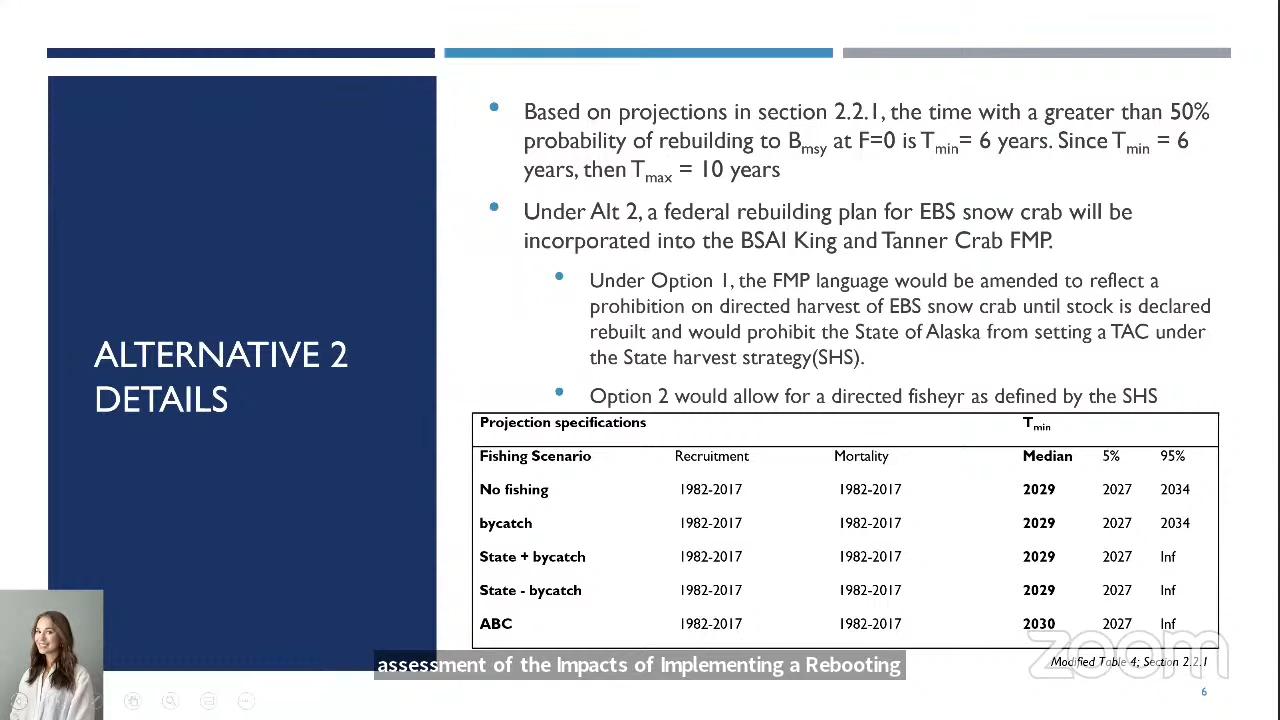 Based on projections in section 2.2.1, the time with a greater than 50%
probability of rebuilding to Bmsy at F=0 is Tmin= 6 years. Since Tmin = 6
years, then Tmax = 10 years
Under Alt 2, a federal rebuilding plan for EBS snow crab will be
incorporated into the BSAI King and Tanner Crab FMP.
Under Option 1, the FMP language would be amended to reflect a
prohibition on directed harvest of EBS snow crab until stock is declared
rebuilt and would prohibit the State of Alaska from setting a TAC under
the State harvest strategy(SHS).
Option 2 would allow for a directed fisheyr as defined by the SHS
ALTERNATIVE 2
DETAILS
Projection specifications Tmin
Fishing Scenario Recruitment Mortality Median 5% 95%
No fishing 1982-2017 1982-2017 2029 2027 2034
bycatch 1982-2017 1982-2017 2029 2027 2034
State + bycatch 1982-2017 1982-2017 2029 2027 Inf
State - bycatch 1982-2017 1982-2017 2029 2027 Inf
ABC 1982-2017 1982-2017 2030 2027 Inf
zoom
Modified Table 4; Section 2.2.1
assessment of the Impacts of Implementing a Rebooting
6